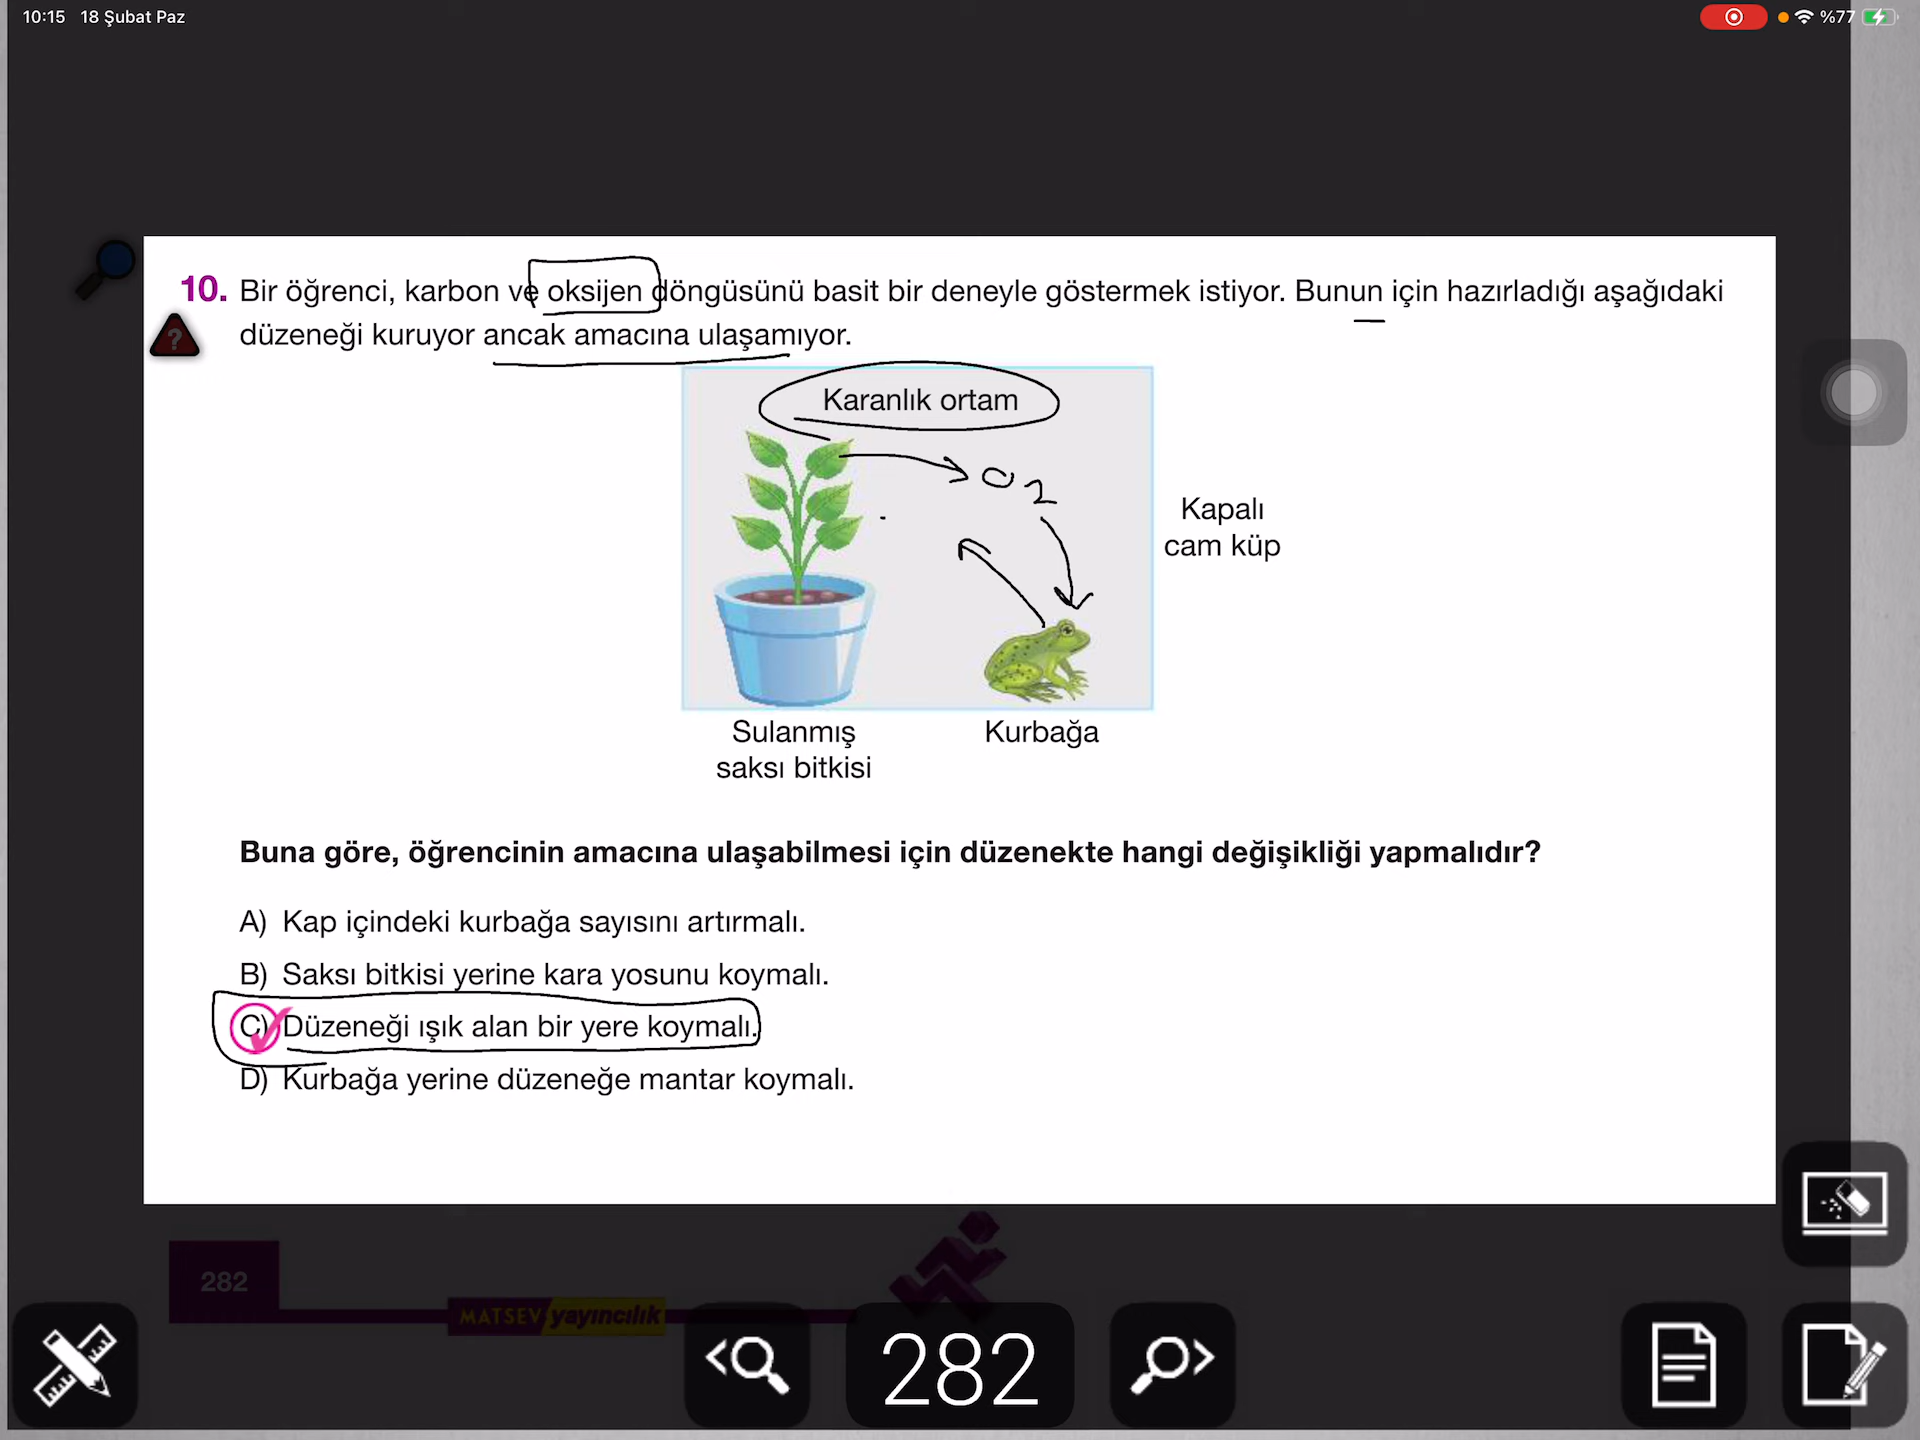 10:15 18 Şubat Paz
%77
10. Bir öğrenci, karbon ve oksijen döngüsünü basit bir deneyle göstermek istiyor. Bunun için hazırladığı aşağıdaki
düzeneği kuruyor ancak amacına ulaşamıyor.
?
Karanlık ortam
O2
Kapalı
cam küp
Sulanmış
saksı bitkisi
Kurbağa
Buna göre, öğrencinin amacına ulaşabilmesi için düzenekte hangi değişikliği yapmalıdır?
A) Kap içindeki kurbağa sayısını artırmalı.
B) Saksı bitkisi yerine kara yosunu koymalı.
C) Düzeneği ışık alan bir yere koymalı.
D) Kurbağa yerine düzeneğe mantar koymalı.
282
MATSEV yayıncılık
282